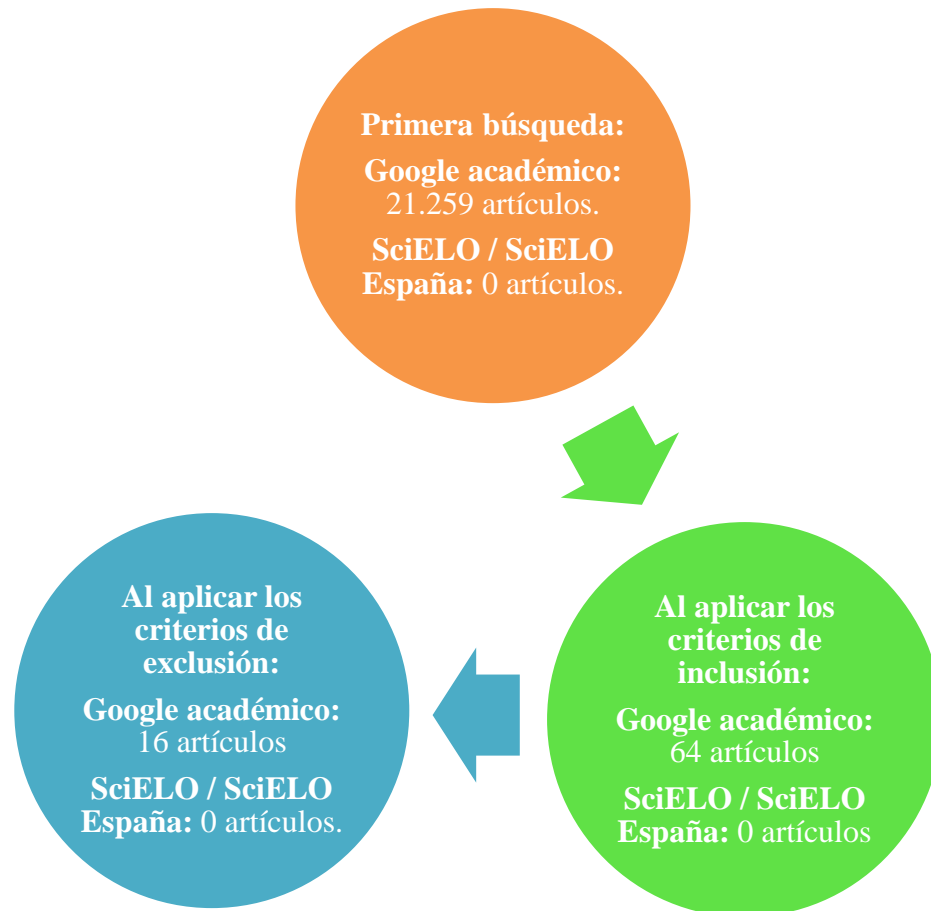 Primera búsqueda:
Google académico:
21.259 artículos.
SciELO / SciELO
España: 0 artículos.
Al aplicar los
criterios de
inclusión:
Google académico:
64 artículos
SciELO / SciELO
España: 0 artículos
Al aplicar los
criterios de
exclusión:
Google académico:
16 artículos
SciELO / SciELO
España: 0 artículos.